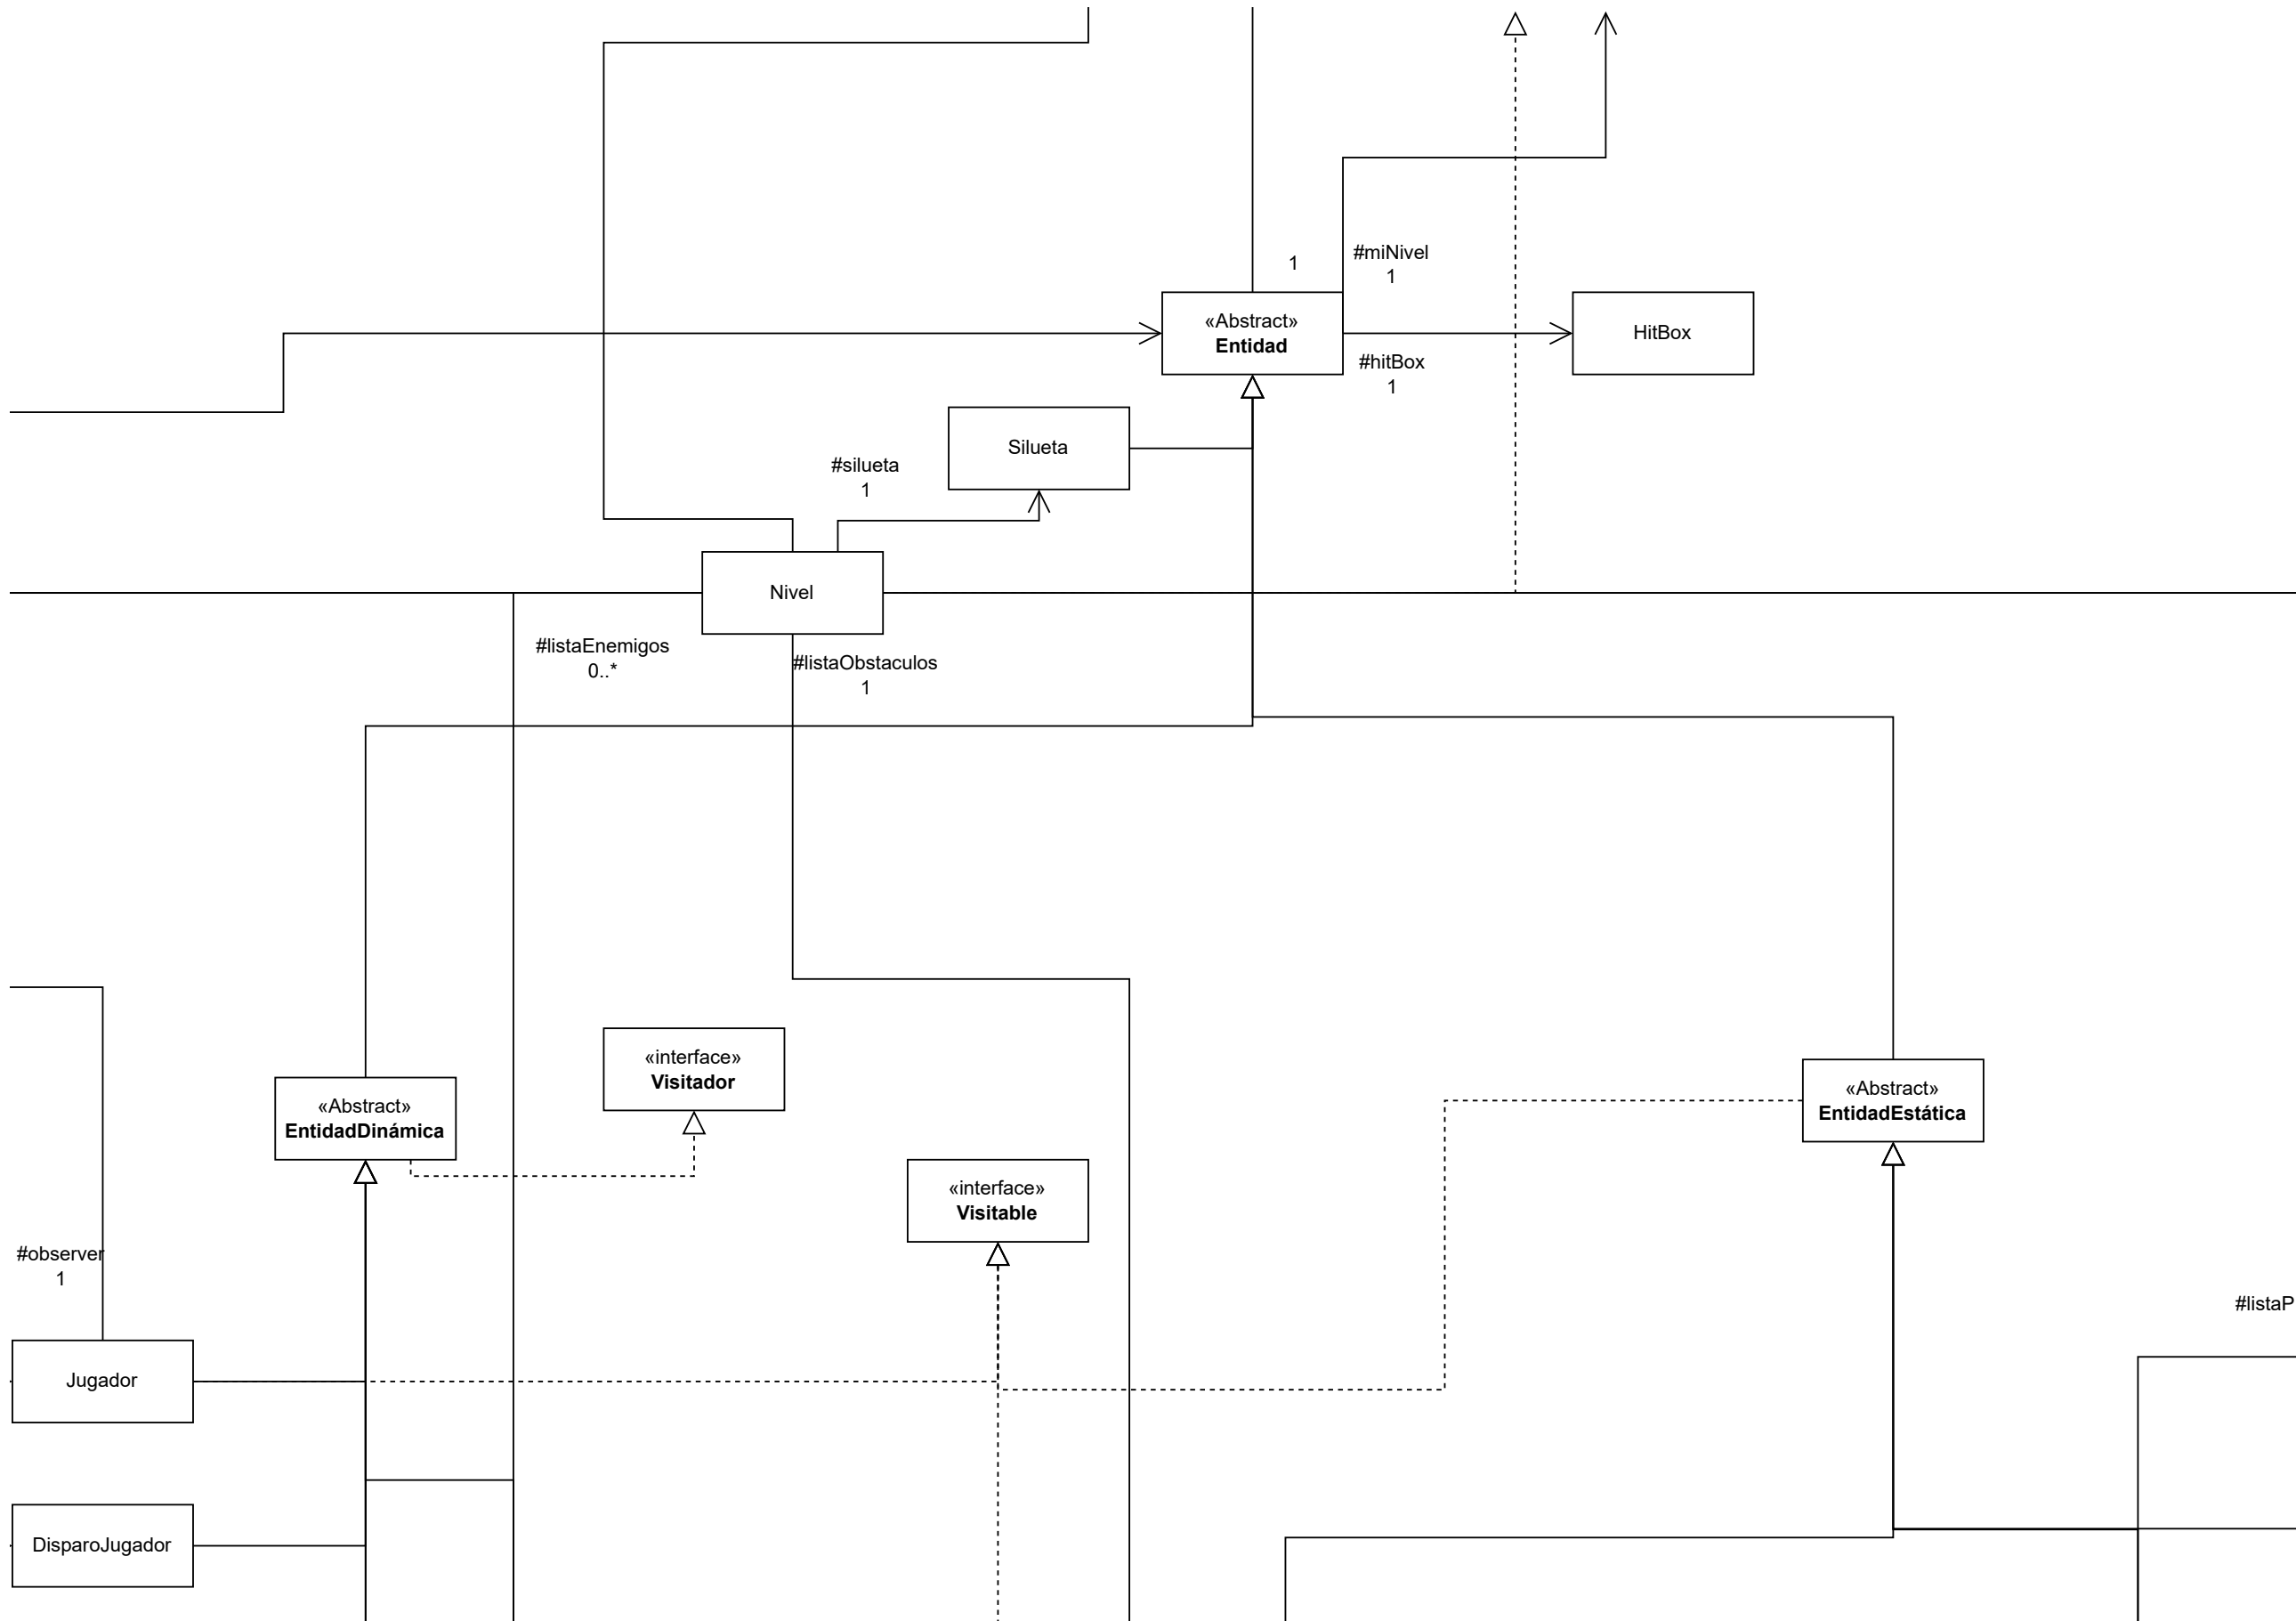 1
#miNivel
1
«Abstract»
Entidad
HitBox
#hitBox
1
Silueta
#silueta
1
Nivel
#listaEnemigos
0..*
#listaObstaculos
1
«interface»
Visitador
«Abstract»
EntidadDinámica
«Abstract»
EntidadEstática
«interface»
Visitable
#observer
1
#listaP
Jugador
DisparoJugador